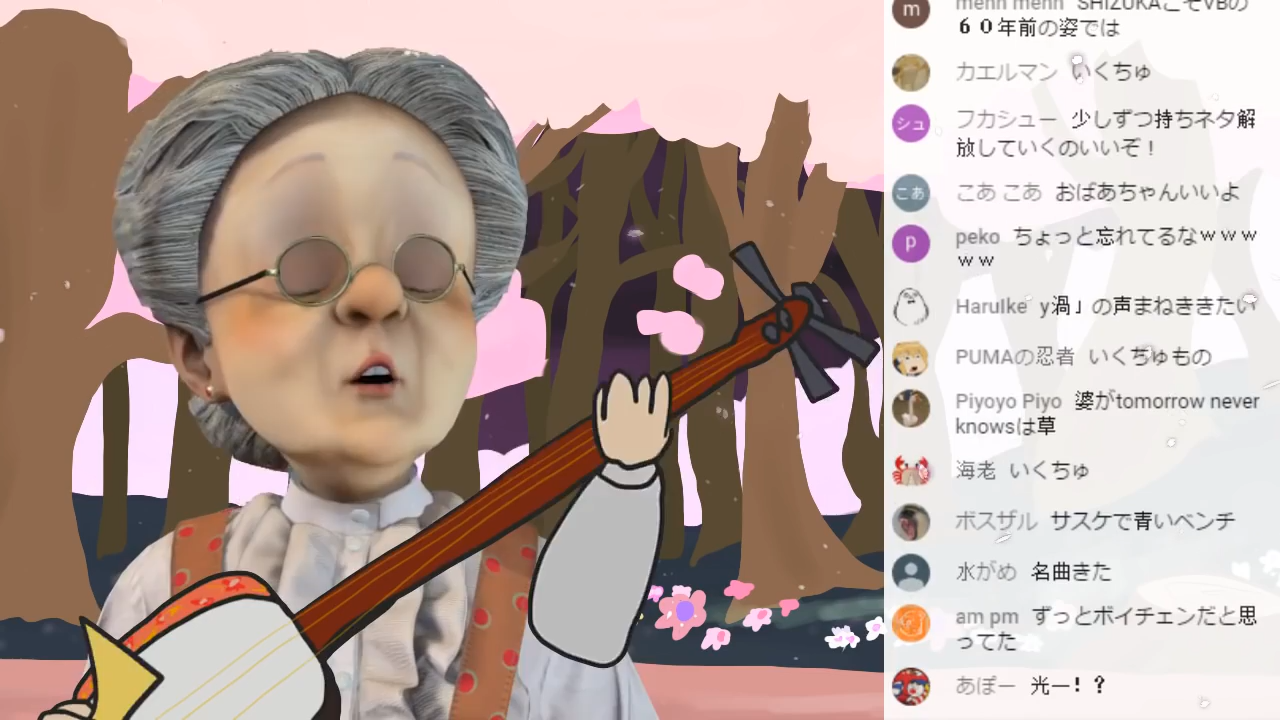 menn menn SHIZUKAこそVBの
６０年前の姿では
カエルマン いくちゅ
シュ
フカシュー 少しずつ持ちネタ解
放していくのいいぞ！
こあ
こあ こあ おばあちゃんいいよ
p
peko ちょっと忘れてるなｗｗｗ
ｗｗ
HaruIke y渦」の声まねききたい
PUMAの忍者 いくちゅもの
Piyoyo Piyo 婆がtomorrow never
knowsは草
海老 いくちゅ
ボスザル サスケで青いベンチ
水がめ 名曲きた
am pm ずっとボイチェンだと思
ってた
あぽー 光一！？